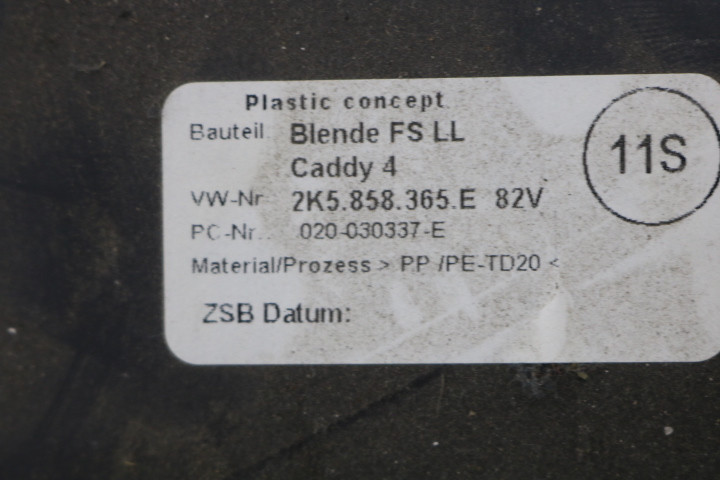 Plastic concept
Bauteil Blende FS LL
Caddy 4
11S
VW-Nr 2K5.858.365.E 82V
PC-Nr.. 020-030337-E
Material/Prozess > PP /PE-TD20 <
ZSB Datum: